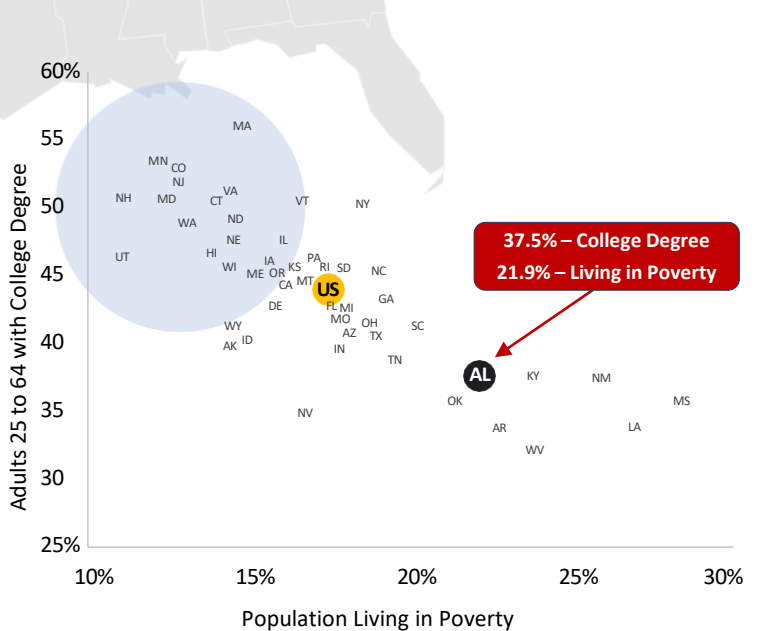 60%
55
50
45
40
35
30
25%
Adults 25 to 64 with College Degree
MA
MN
CO
NJ
NH
MD
CT
VA
VT
NY
WA
ND
NE
IL
UT
HI
WI
ME
IA
OR
CA
KS
PA
RI
SD
MT
NC
US
DE
FL
MI
GA
MO
OH
SC
WY
AZ
TX
AK
ID
IN
TN
NV
37.5% – College Degree
21.9% – Living in Poverty
AL
KY
NM
OK
MS
AR
LA
WV
10%
15%
20%
25%
30%
Population Living in Poverty